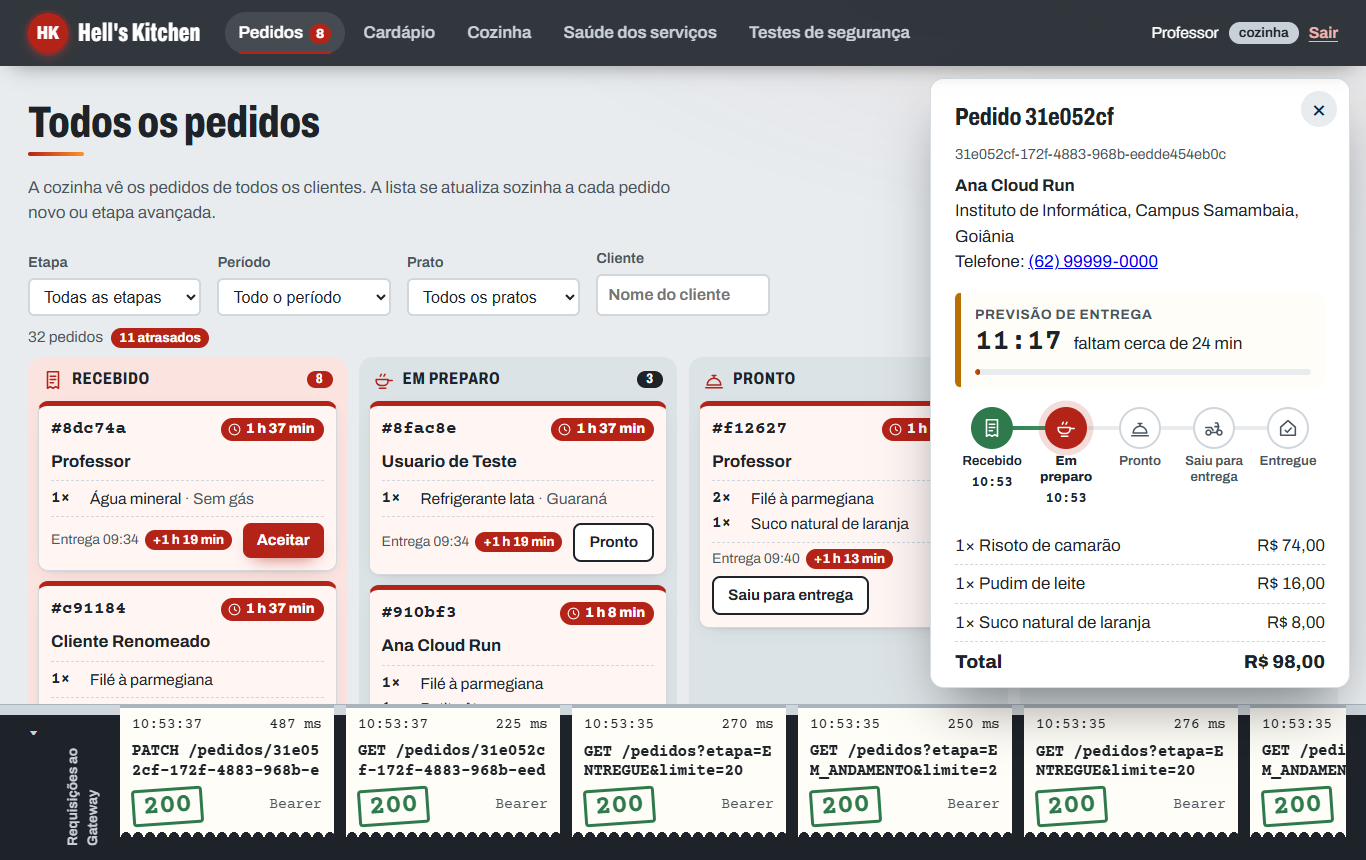 HK Hell's Kitchen Pedidos 8 Cardápio Cozinha Saúde dos serviços Testes de segurança Professor cozinha Sair
Todos os pedidos
A cozinha vê os pedidos de todos os clientes. A lista se atualiza sozinha a cada pedido
novo ou etapa avançada.
Etapa Período Prato Cliente
Todas as etapas Todo o período Todos os pratos Nome do cliente
32 pedidos 11 atrasados
RECEBIDO 8
#8dc74a 1 h 37 min
Professor
1× Água mineral · Sem gás
Entrega 09:34 +1 h 19 min Aceitar
#c91184 1 h 37 min
Cliente Renomeado
1× Filé à parmegiana
EM PREPARO 3
#8fac8e 1 h 37 min
Usuario de Teste
1× Refrigerante lata · Guaraná
Entrega 09:34 +1 h 19 min Pronto
#910bf3 1 h 8 min
Ana Cloud Run
1× Filé à parmegiana
PRONTO
#f12627 1 h
Professor
2× Filé à parmegiana
1× Suco natural de laranja
Entrega 09:40 +1 h 13 min
Saiu para entrega
Pedido 31e052cf ×
31e052cf-172f-4883-968b-eedde454eb0c
Ana Cloud Run
Instituto de Informática, Campus Samambaia,
Goiânia
Telefone: (62) 99999-0000
PREVISÃO DE ENTREGA
11:17 faltam cerca de 24 min
Recebido
10:53
Em
preparo
10:53
Pronto
Saiu para
entrega
Entregue
1× Risoto de camarão R$ 74,00
1× Pudim de leite R$ 16,00
1× Suco natural de laranja R$ 8,00
Total R$ 98,00
Requisições ao
Gateway
10:53:37 487 ms
PATCH /pedidos/31e05
2cf-172f-4883-968b-e
200 Bearer
10:53:37 225 ms
GET /pedidos/31e052c
f-172f-4883-968b-eed
200 Bearer
10:53:35 270 ms
GET /pedidos?etapa=E
NTREGUE&limite=20
200 Bearer
10:53:35 250 ms
GET /pedidos?etapa=E
M_ANDAMENTO&limite=2
200 Bearer
10:53:35 276 ms
GET /pedidos?etapa=E
NTREGUE&limite=20
200 Bearer
10:53:35
GET /pedi
M_ANDAMEN
200